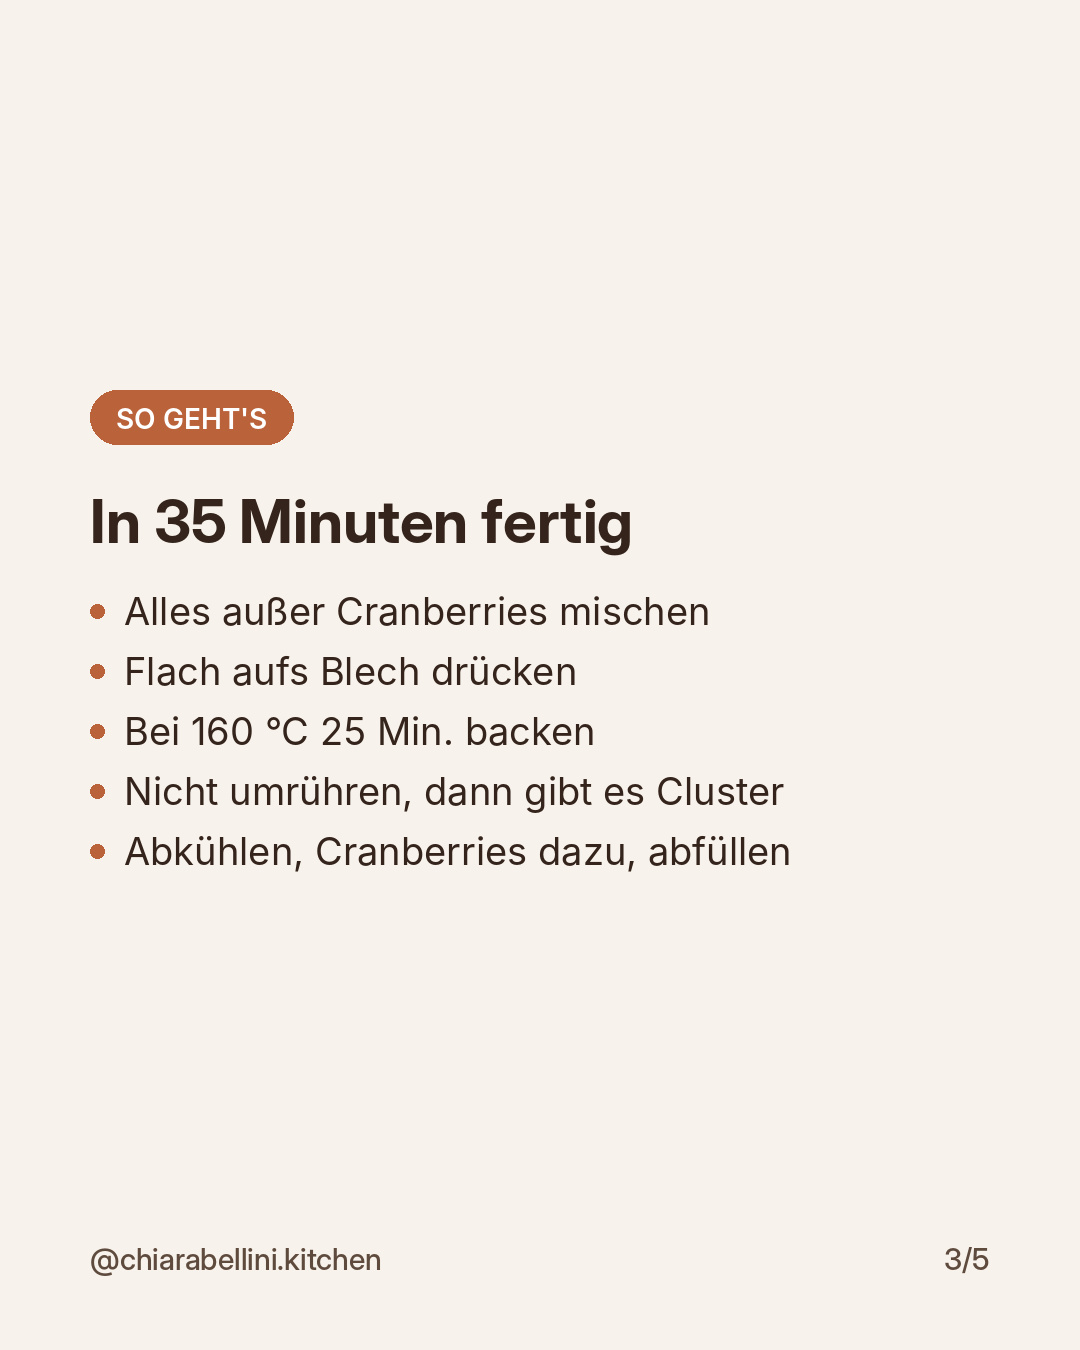 SO GEHT'S
In 35 Minuten fertig
Alles außer Cranberries mischen
Flach aufs Blech drücken
Bei 160 °C 25 Min. backen
Nicht umrühren, dann gibt es Cluster
Abkühlen, Cranberries dazu, abfüllen
@chiarabellini.kitchen 3/5